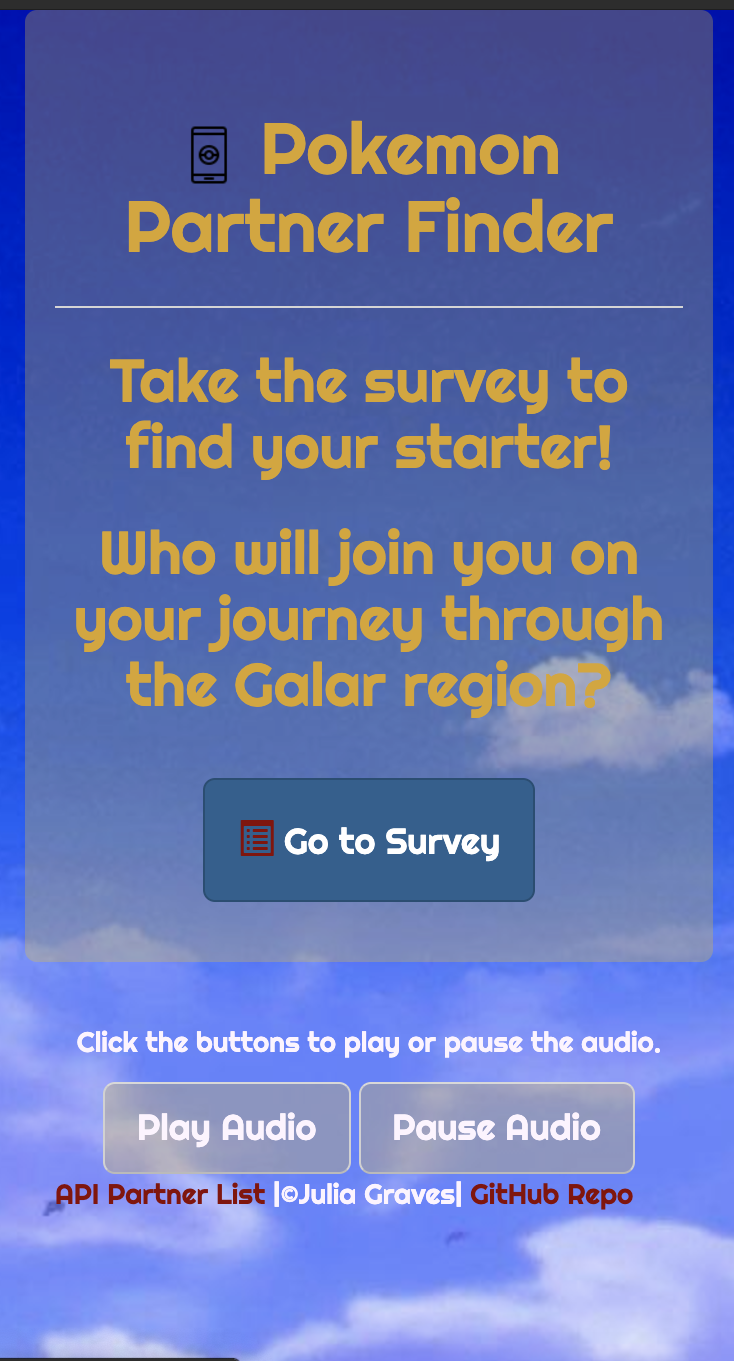 Pokemon
Partner Finder
Take the survey to
find your starter!
Who will join you on
your journey through
the Galar region?
Go to Survey
Click the buttons to play or pause the audio.
Play Audio Pause Audio
API Partner List |©Julia Graves| GitHub Repo